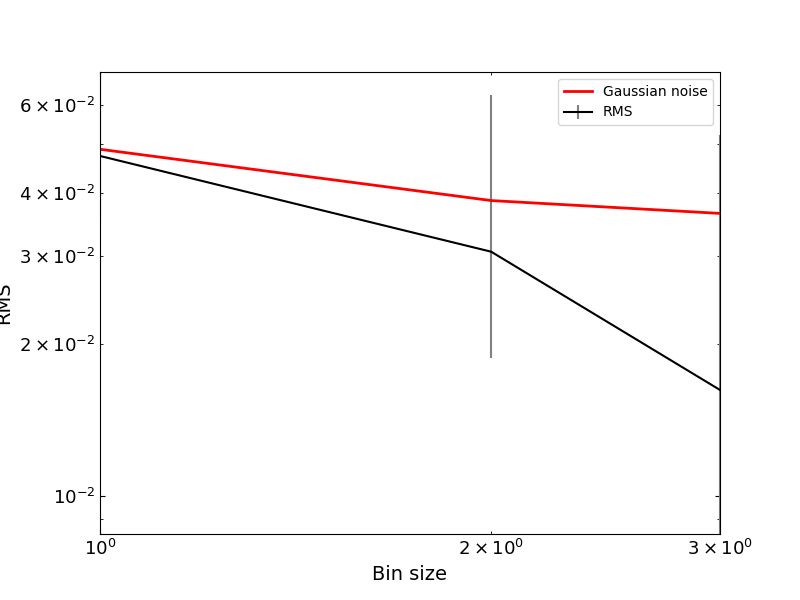 Gaussian noise
RMS
6 × 10⁻²
4 × 10⁻²
3 × 10⁻²
2 × 10⁻²
10⁻²
RMS
10⁰
2 × 10⁰
3 × 10⁰
Bin size